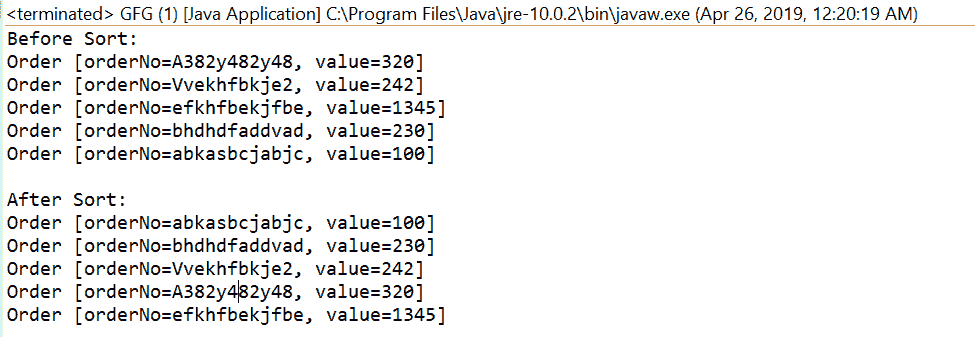 <terminated> GFG (1) [Java Application] C:\Program Files\Java\jre-10.0.2\bin\javaw.exe (Apr 26, 2019, 12:20:19 AM)
Before Sort:
Order [orderNo=A382y482y48, value=320]
Order [orderNo=Vvekhfbkje2, value=242]
Order [orderNo=efkhfbekjfbe, value=1345]
Order [orderNo=bhdhdfaddvad, value=230]
Order [orderNo=abkasbcjabjc, value=100]

After Sort:
Order [orderNo=abkasbcjabjc, value=100]
Order [orderNo=bhdhdfaddvad, value=230]
Order [orderNo=Vvekhfbkje2, value=242]
Order [orderNo=A382y482y48, value=320]
Order [orderNo=efkhfbekjfbe, value=1345]